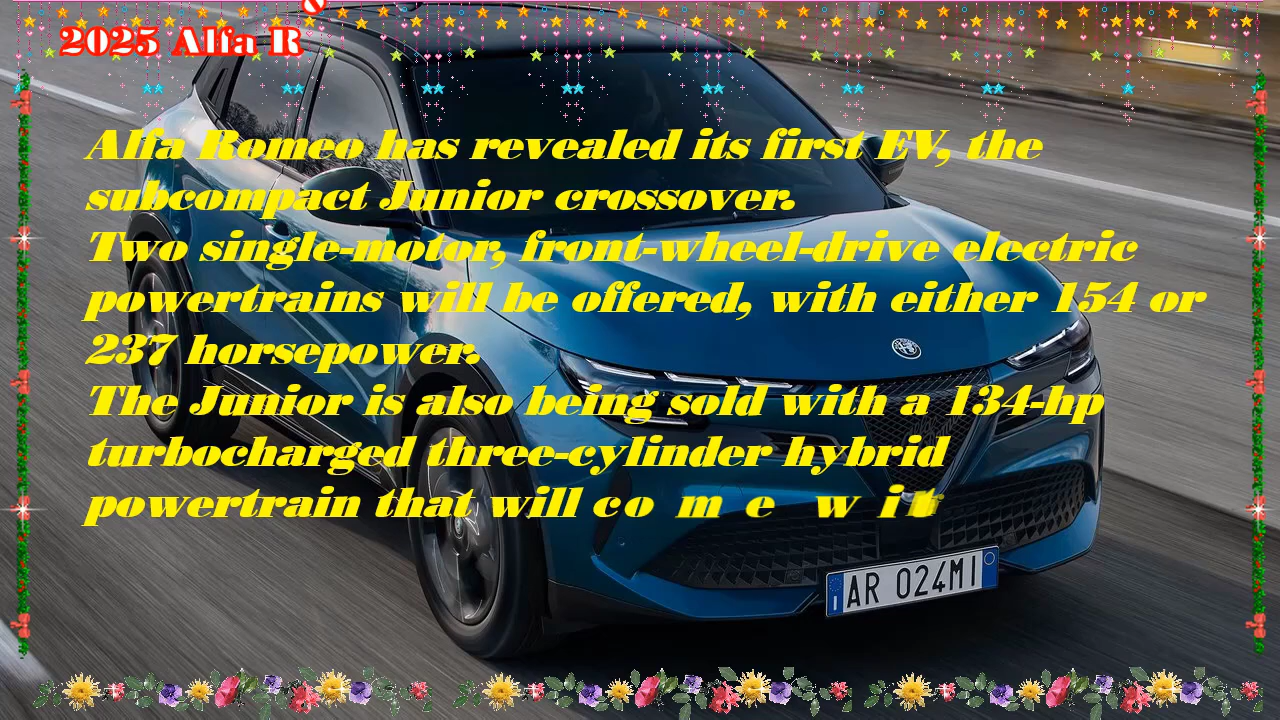 2025 Alfa R
Alfa Romeo has revealed its first EV, the
subcompact Junior crossover.
Two single-motor, front-wheel-drive electric
powertrains will be offered, with either 154 or
237 horsepower.
The Junior is also being sold with a 134-hp
turbocharged three-cylinder hybrid
powertrain that will come wit
AR 024MI